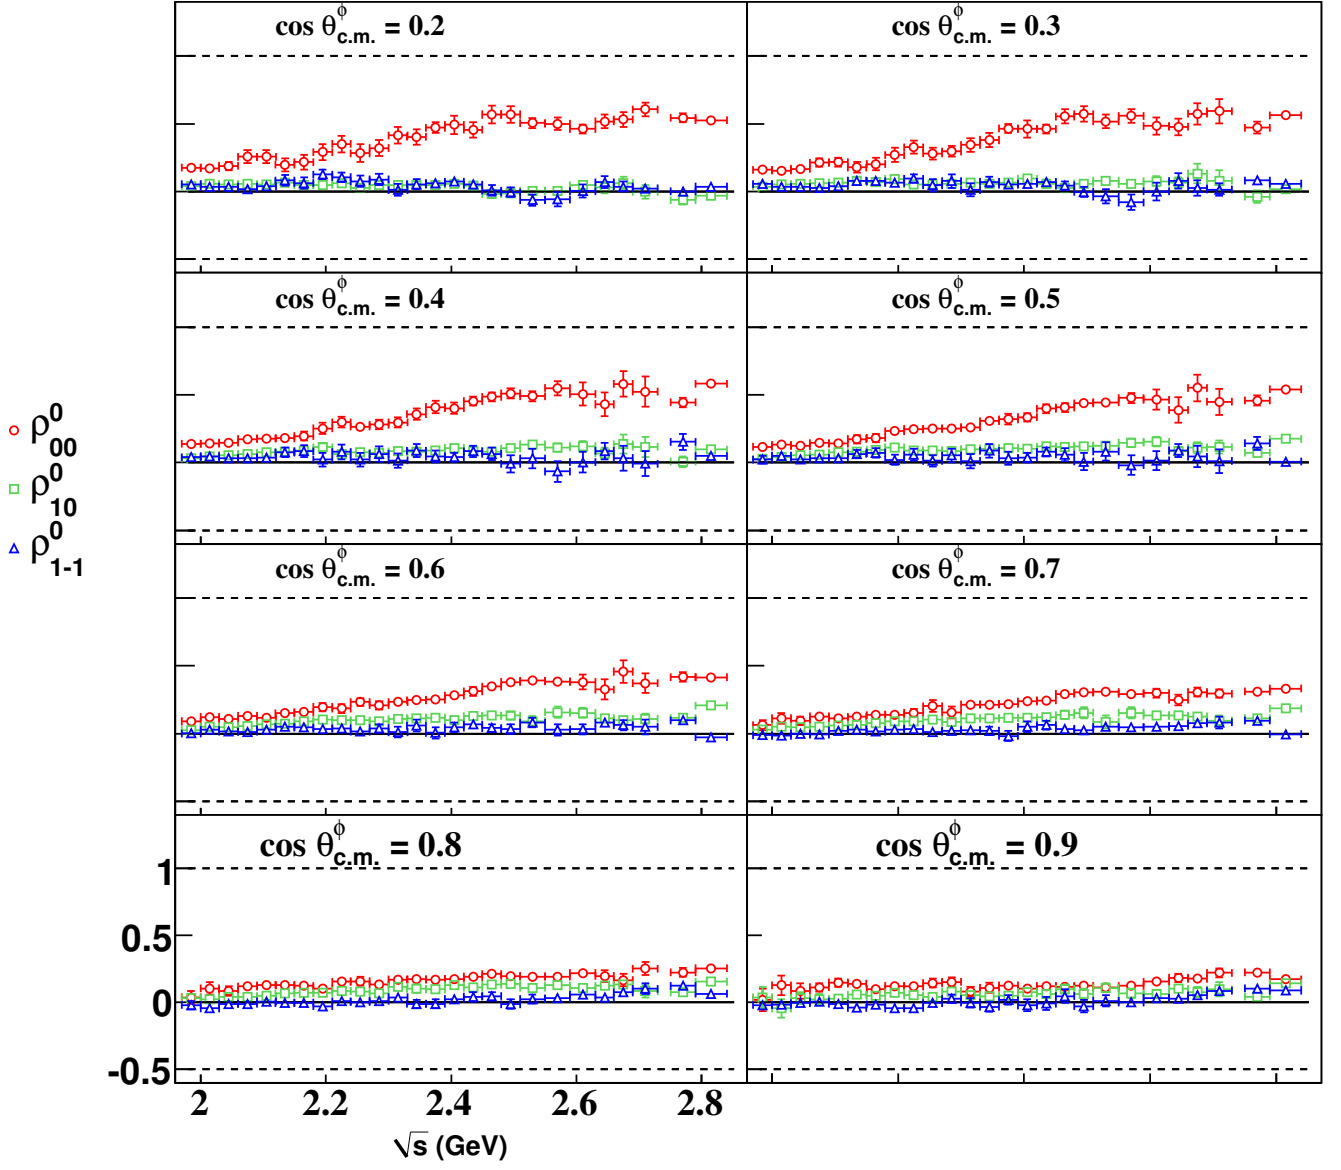 cos θ^ϕ_c.m. = 0.2
cos θ^ϕ_c.m. = 0.3
cos θ^ϕ_c.m. = 0.4
cos θ^ϕ_c.m. = 0.5
ρ^0_00
ρ^0_10
ρ^0_1-1
cos θ^ϕ_c.m. = 0.6
cos θ^ϕ_c.m. = 0.7
cos θ^ϕ_c.m. = 0.8
cos θ^ϕ_c.m. = 0.9
1
0.5
0
-0.5
2 2.2 2.4 2.6 2.8
√s (GeV)